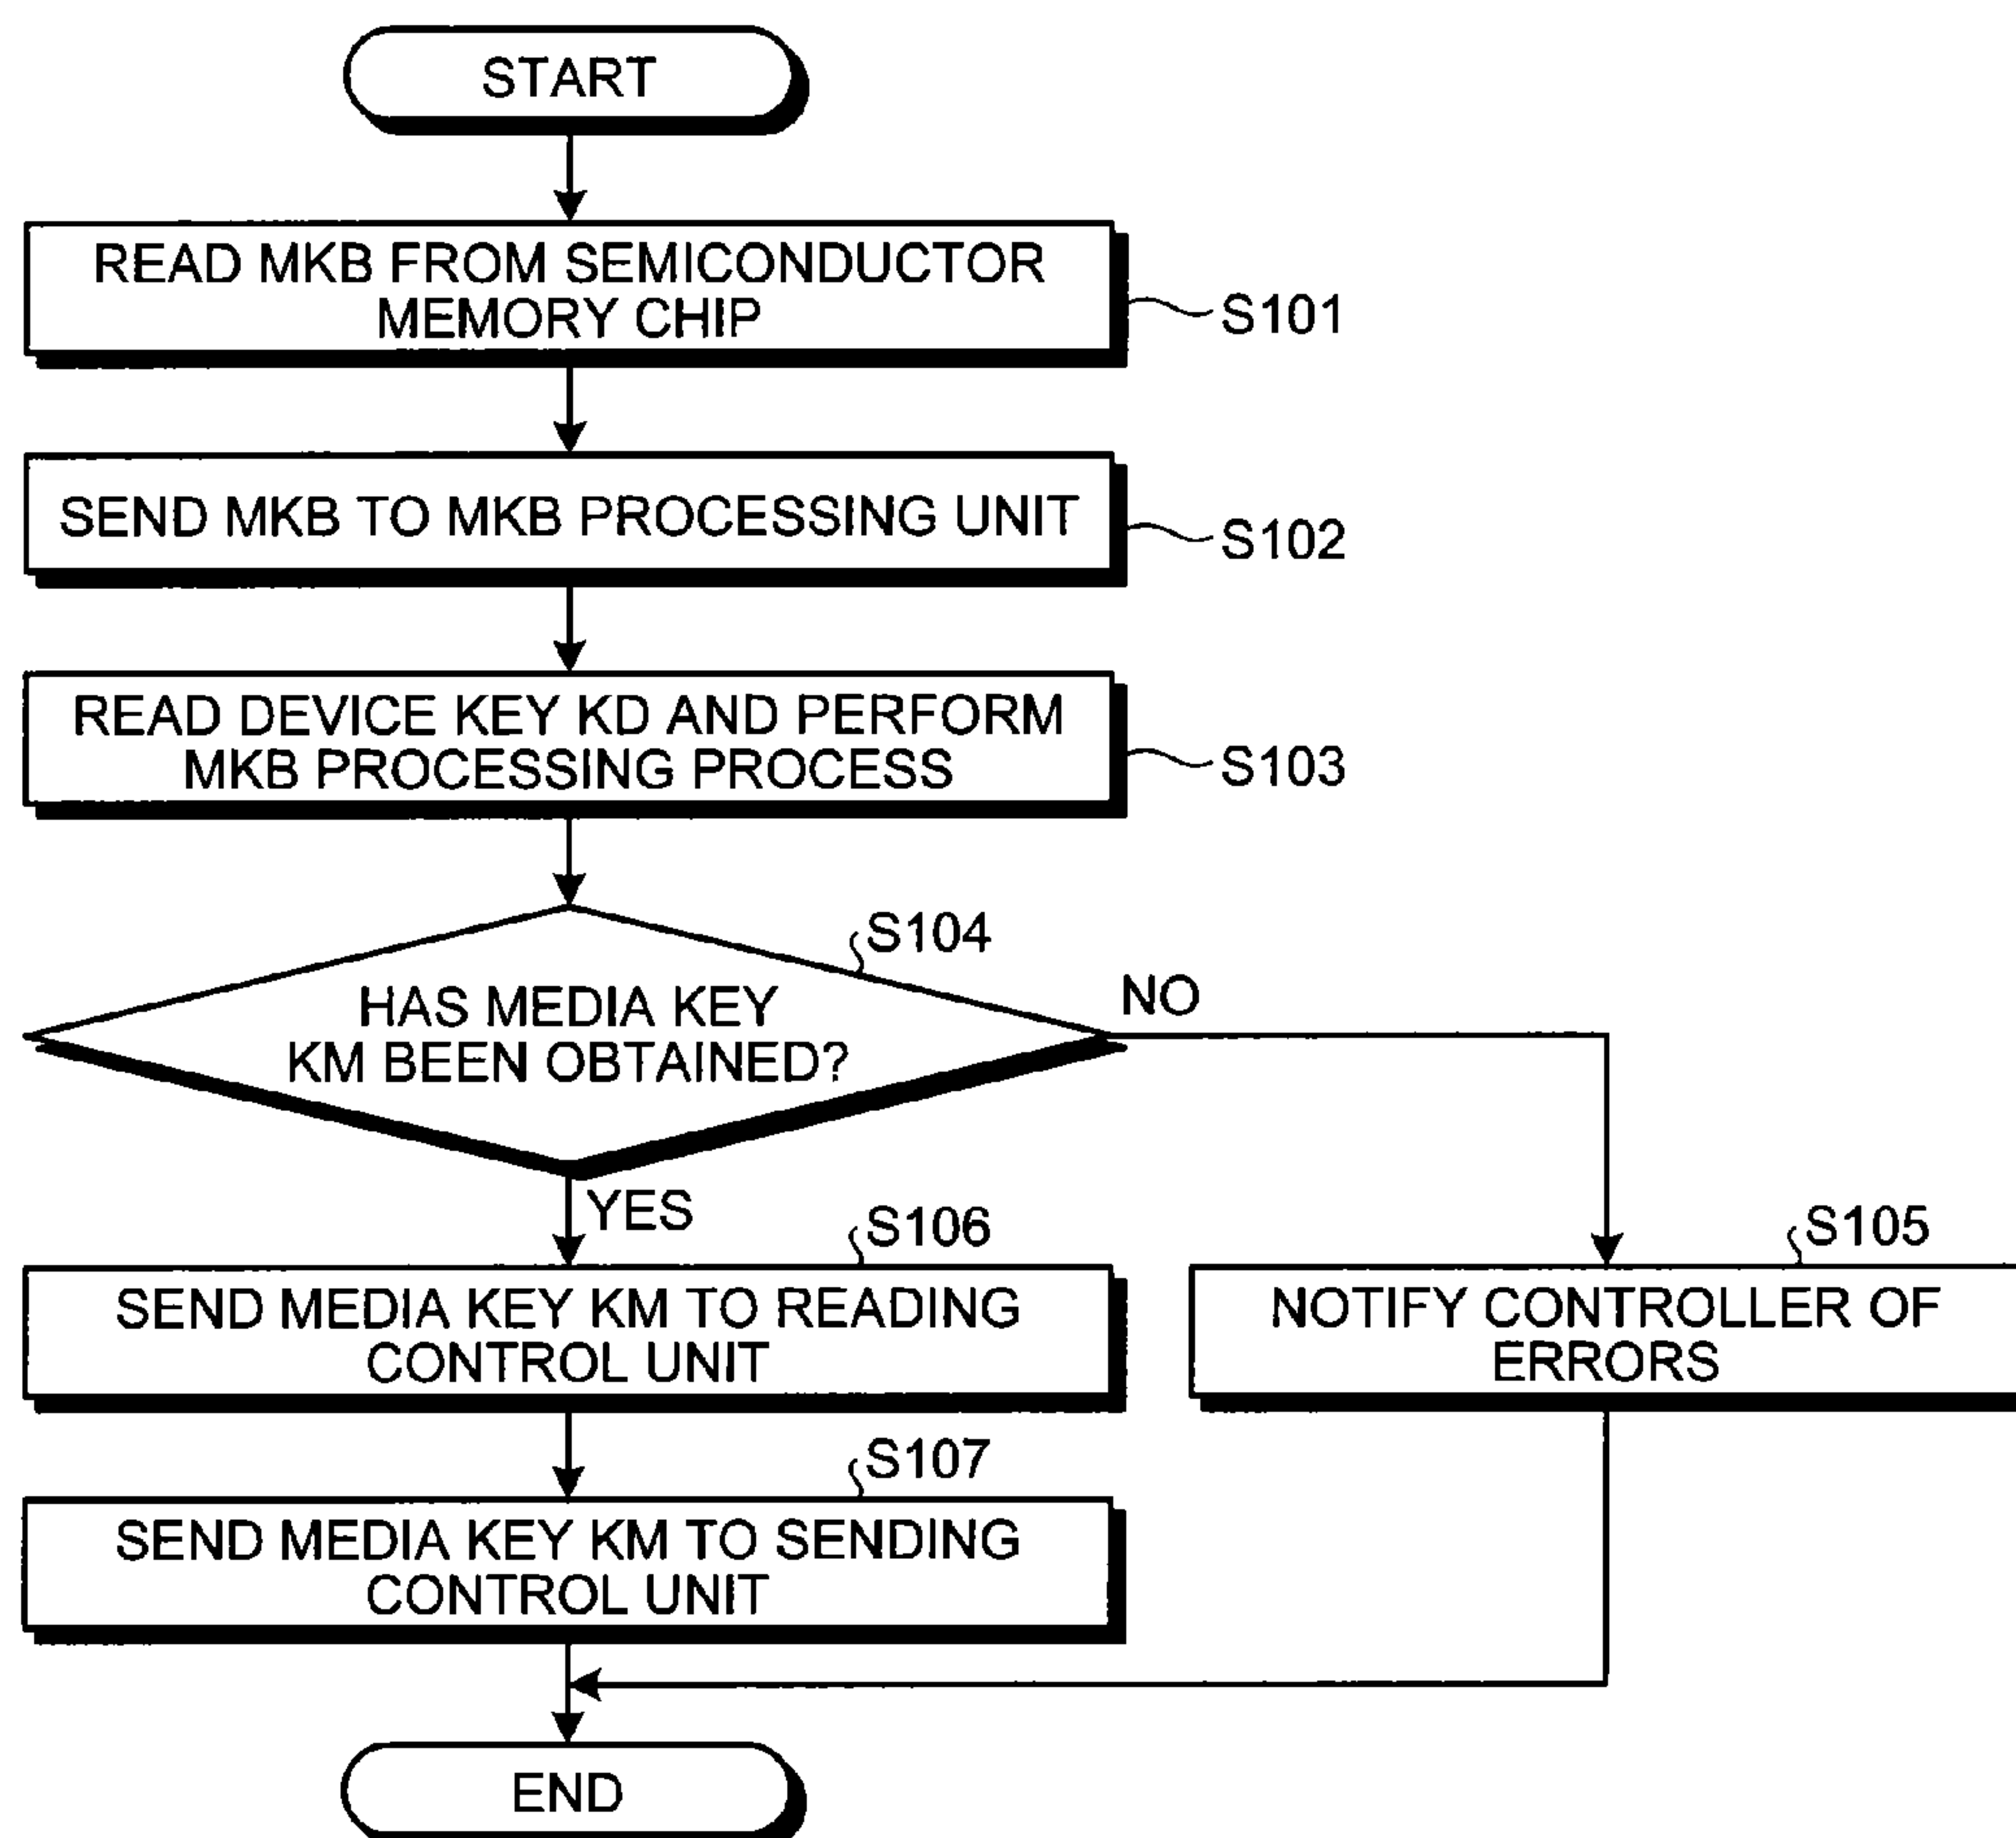 START
READ MKB FROM SEMICONDUCTOR
MEMORY CHIP
S101
SEND MKB TO MKB PROCESSING UNIT
S102
READ DEVICE KEY KD AND PERFORM
MKB PROCESSING PROCESS
S103
S104
HAS MEDIA KEY
KM BEEN OBTAINED?
NO
YES
S106
SEND MEDIA KEY KM TO READING
CONTROL UNIT
S105
NOTIFY CONTROLLER OF
ERRORS
S107
SEND MEDIA KEY KM TO SENDING
CONTROL UNIT
END